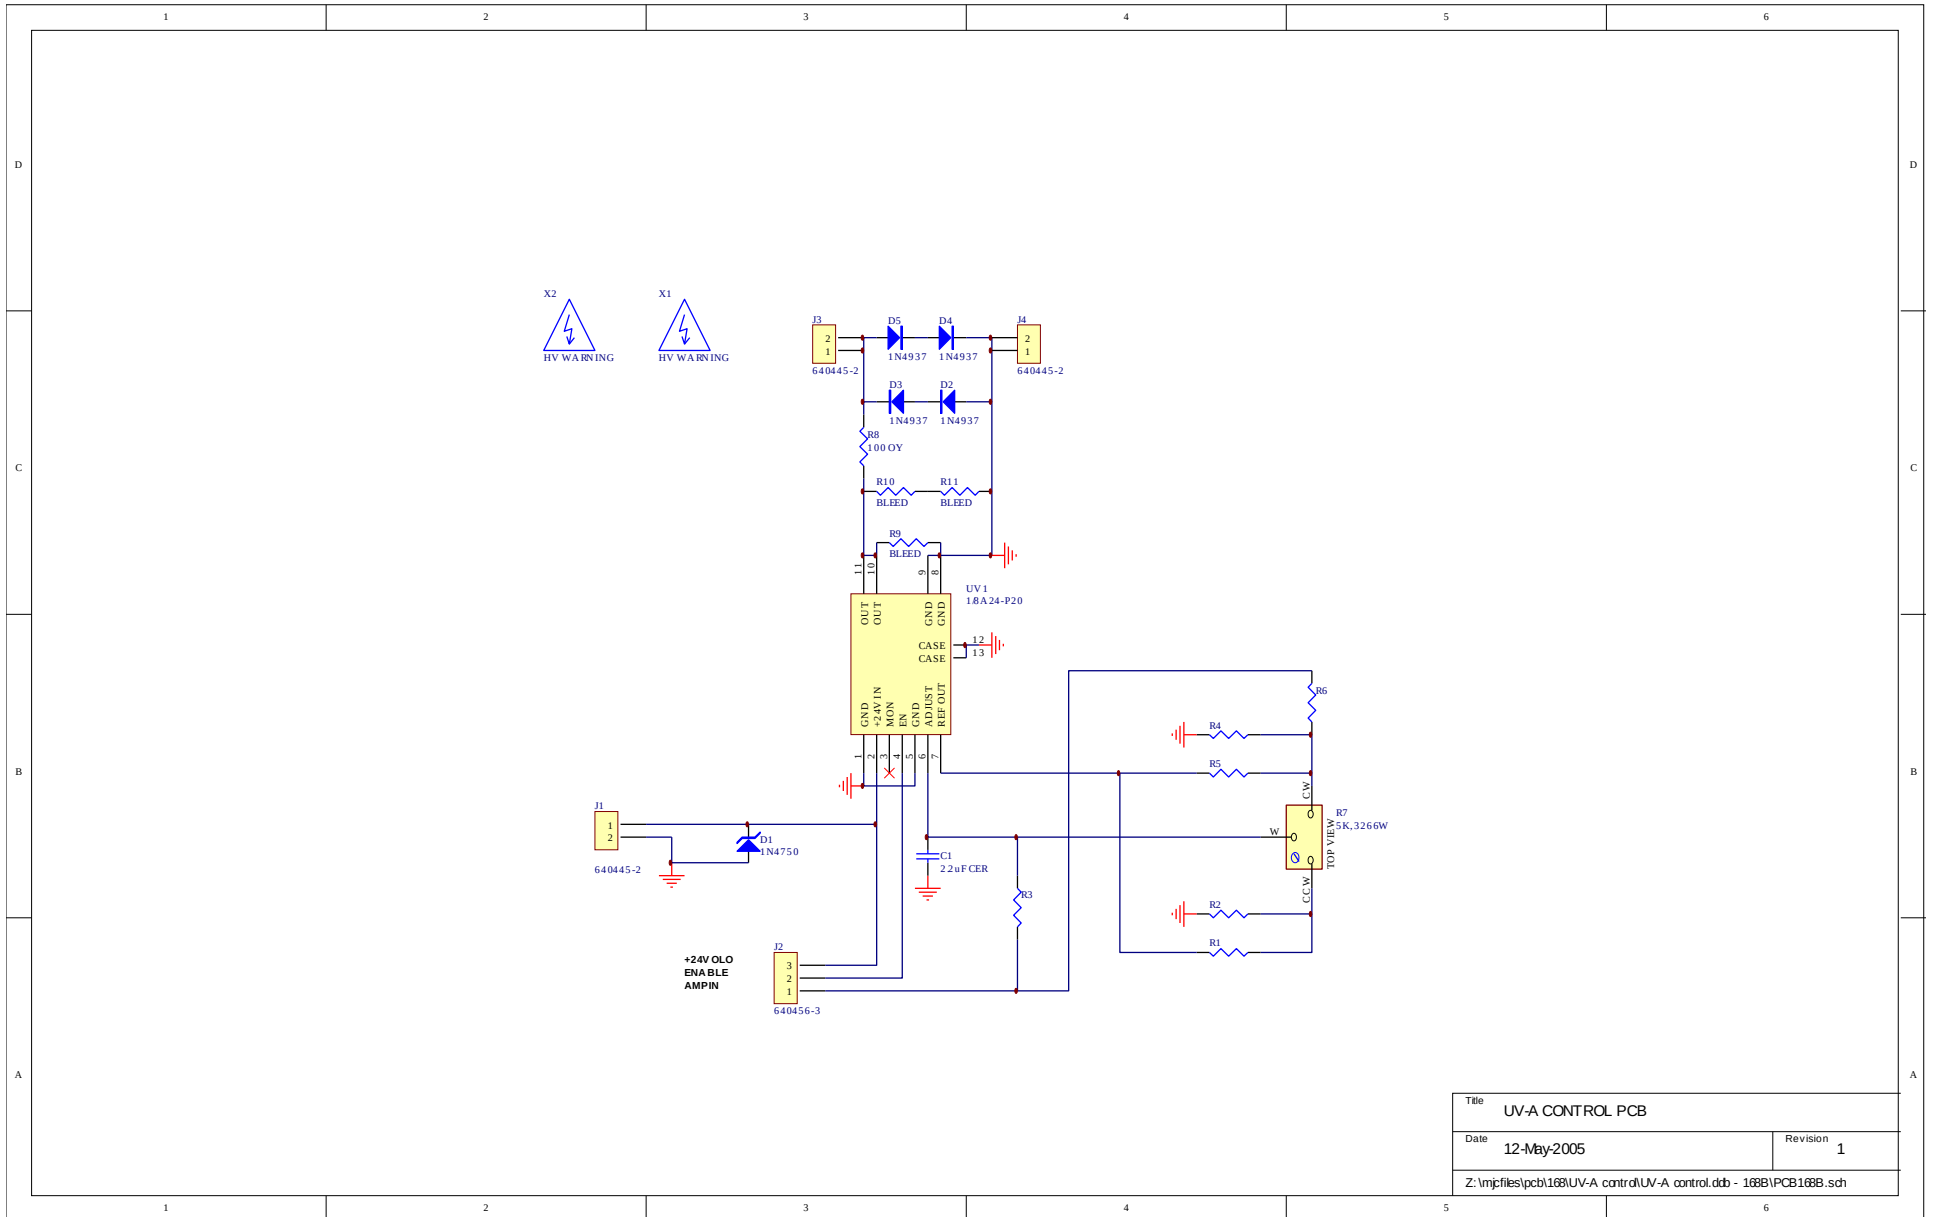 1 2 3 4 5 6
D D
X2 X1
HV WARNING HV WARNING
J3 D5 D4 J4
2 2
1 1
1N4937 1N4937
640445-2 640445-2
D3 D2
1N4937 1N4937
R8
100 OY
C C
R10 R11
BLEED BLEED
R9
BLEED
11 10 9 8
UV1
1/8A24-P20
OUT OUT GND GND
CASE 12
CASE 13
GND +24V IN MON EN GND ADJUST REF OUT
1 2 3 4 5 6 7
R6
R4
R5
B B
CW
J1
1
2
640445-2
D1
1N4750
R7
5K, 3266W
W
TOP VIEW
C1
2.2uF CER
CCW
R3
R2
R1
+24V OLO
ENABLE
AMPIN
J2
3
2
1
640456-3
A A
Title UV-A CONTROL PCB
Date 12-May-2005 Revision 1
Z:\mjcfiles\pcb\168\UV-A control\UV-A control.ddb - 168B\PCB168B.sch
1 2 3 4 5 6